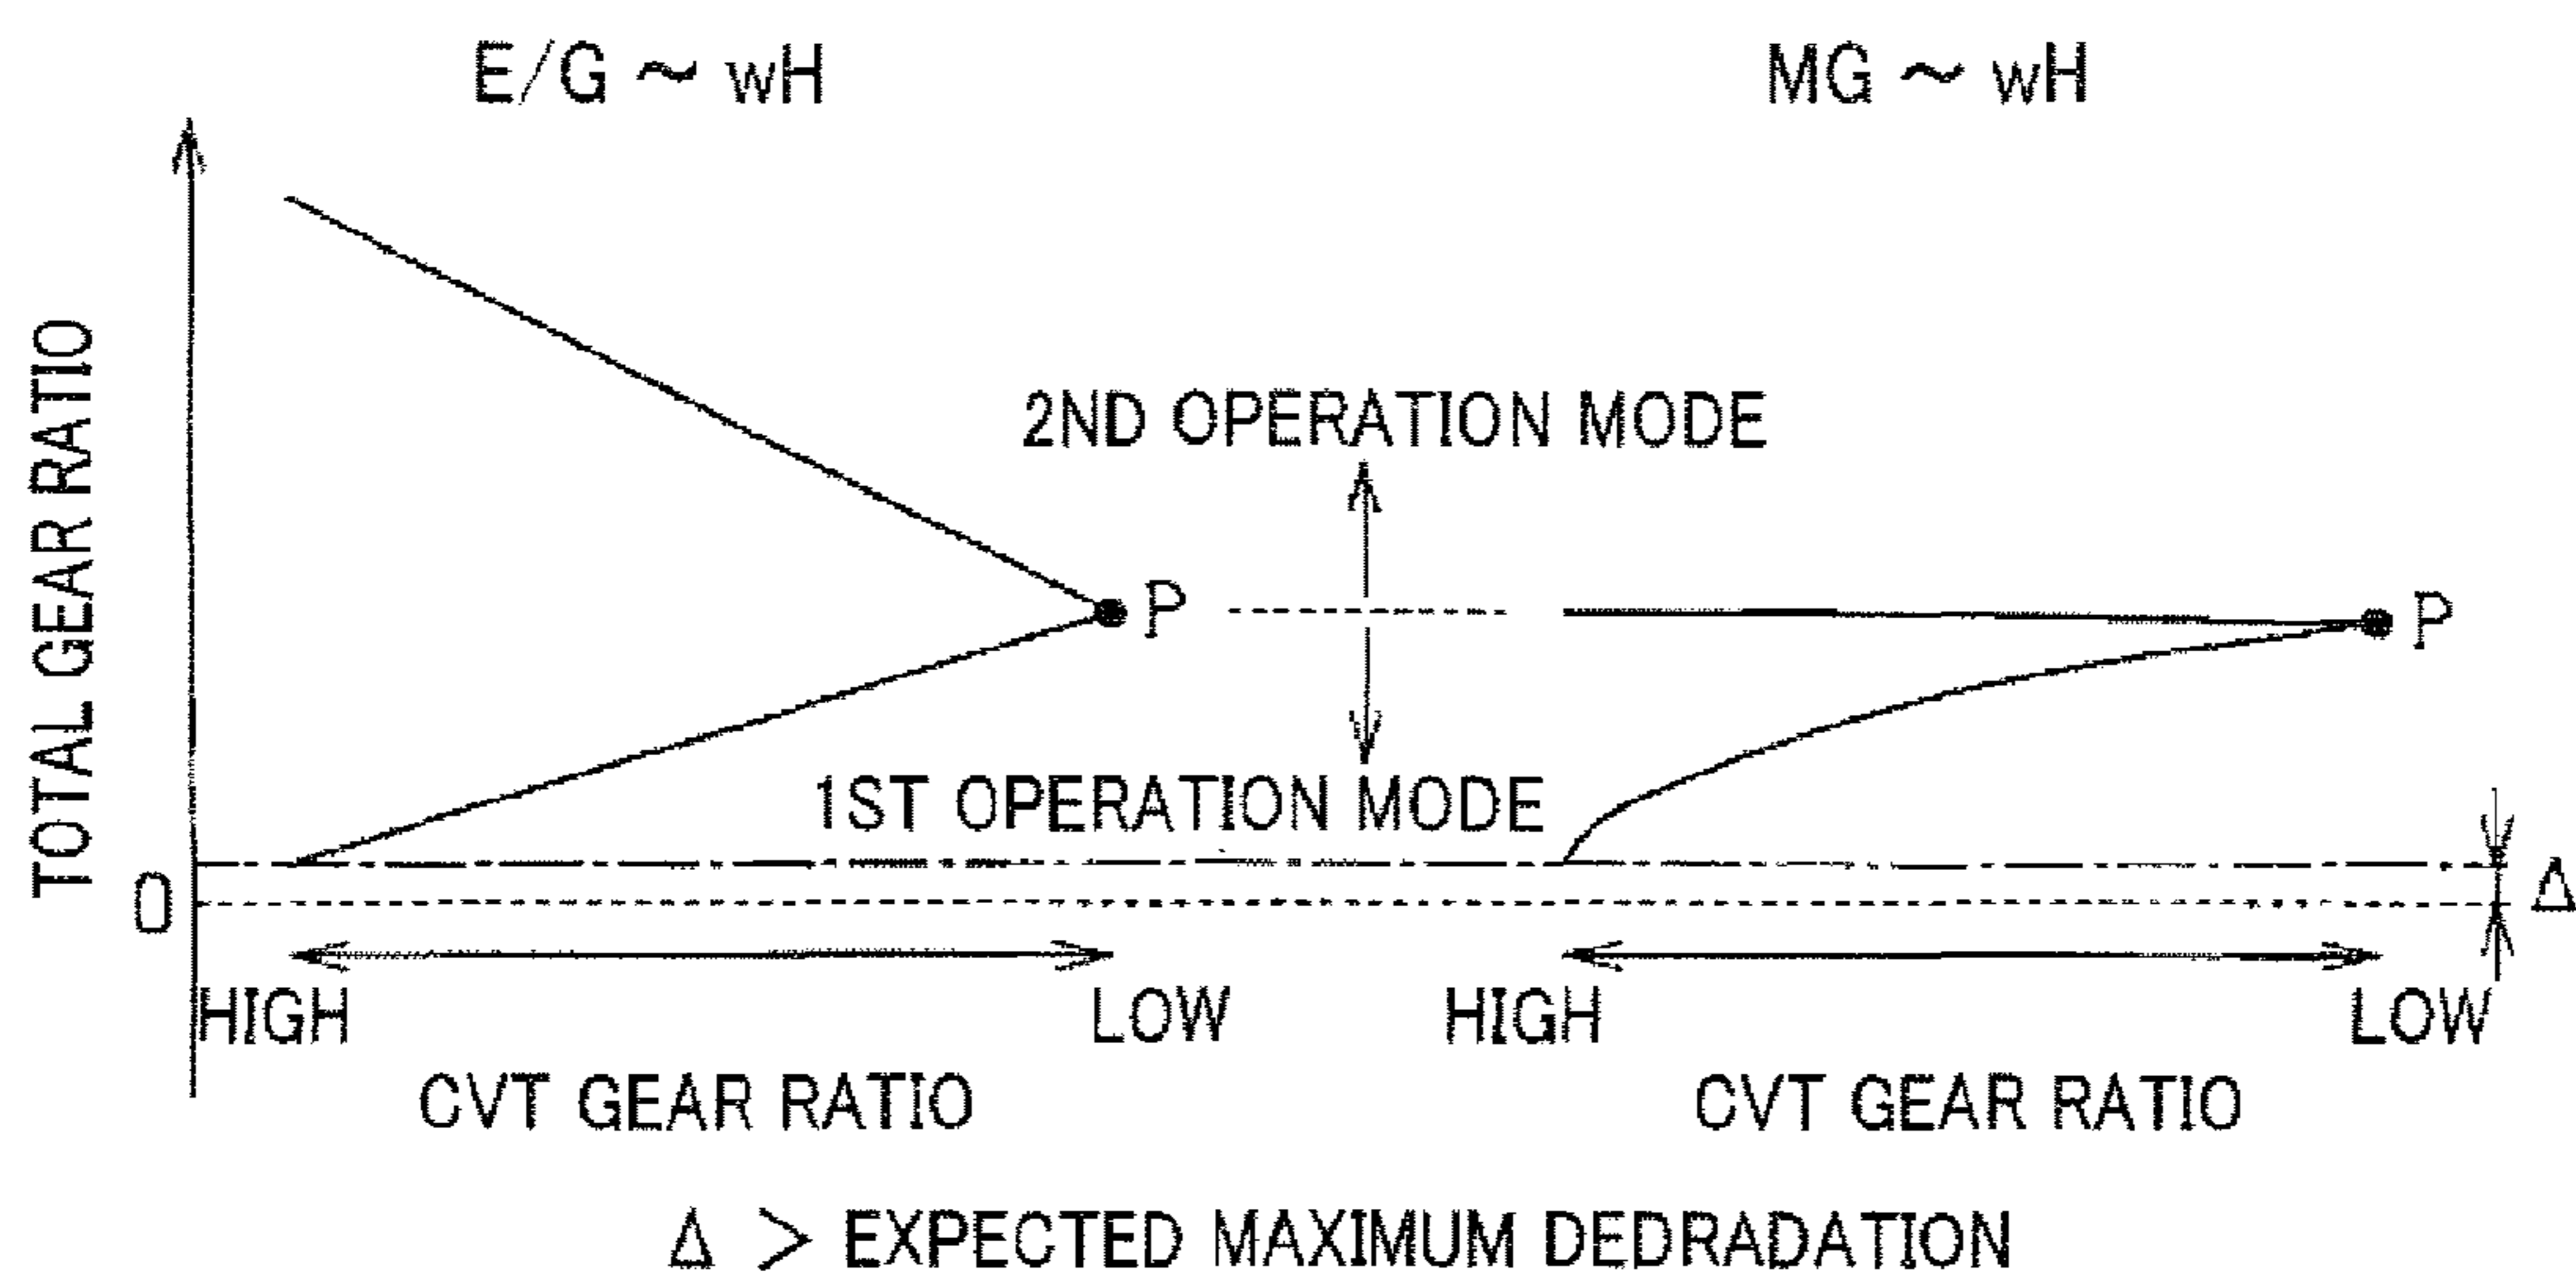 E/G ~ wH
MG ~ wH
TOTAL GEAR RATIO
2ND OPERATION MODE
P
P
1ST OPERATION MODE
0
Δ
HIGH
LOW
HIGH
LOW
CVT GEAR RATIO
CVT GEAR RATIO
Δ > EXPECTED MAXIMUM DEDRADATION